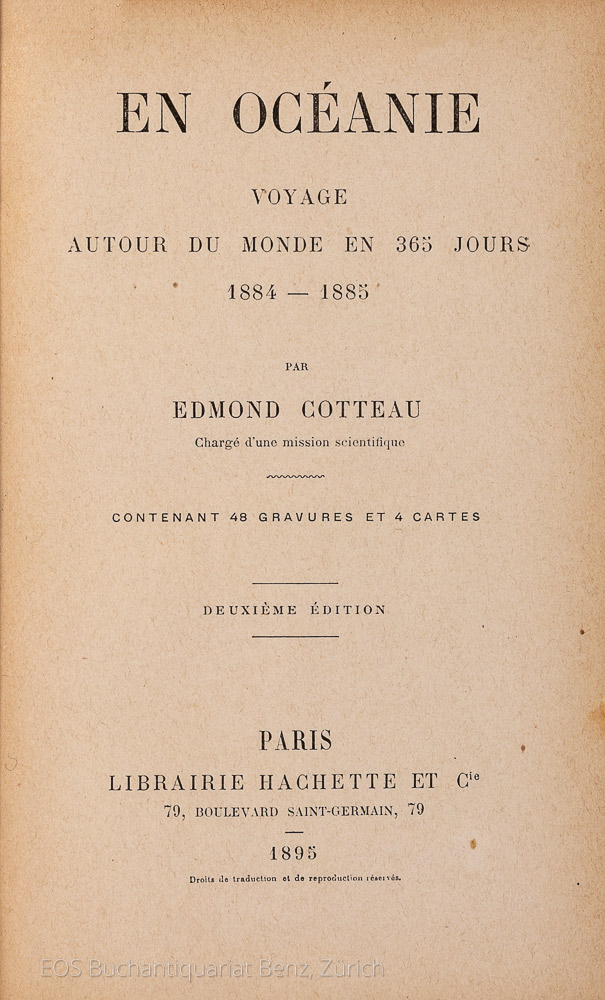 EN OCÉANIE
VOYAGE
AUTOUR DU MONDE EN 365 JOURS
1884 — 1885
PAR
EDMOND COTTEAU
Chargé d'une mission scientifique
CONTENANT 48 GRAVURES ET 4 CARTES
DEUXIÈME ÉDITION
PARIS
LIBRAIRIE HACHETTE ET Cie
79, BOULEVARD SAINT-GERMAIN, 79
1895
Droits de traduction et de reproduction réservés.
EOS Buchantiquariat Benz, Zürich